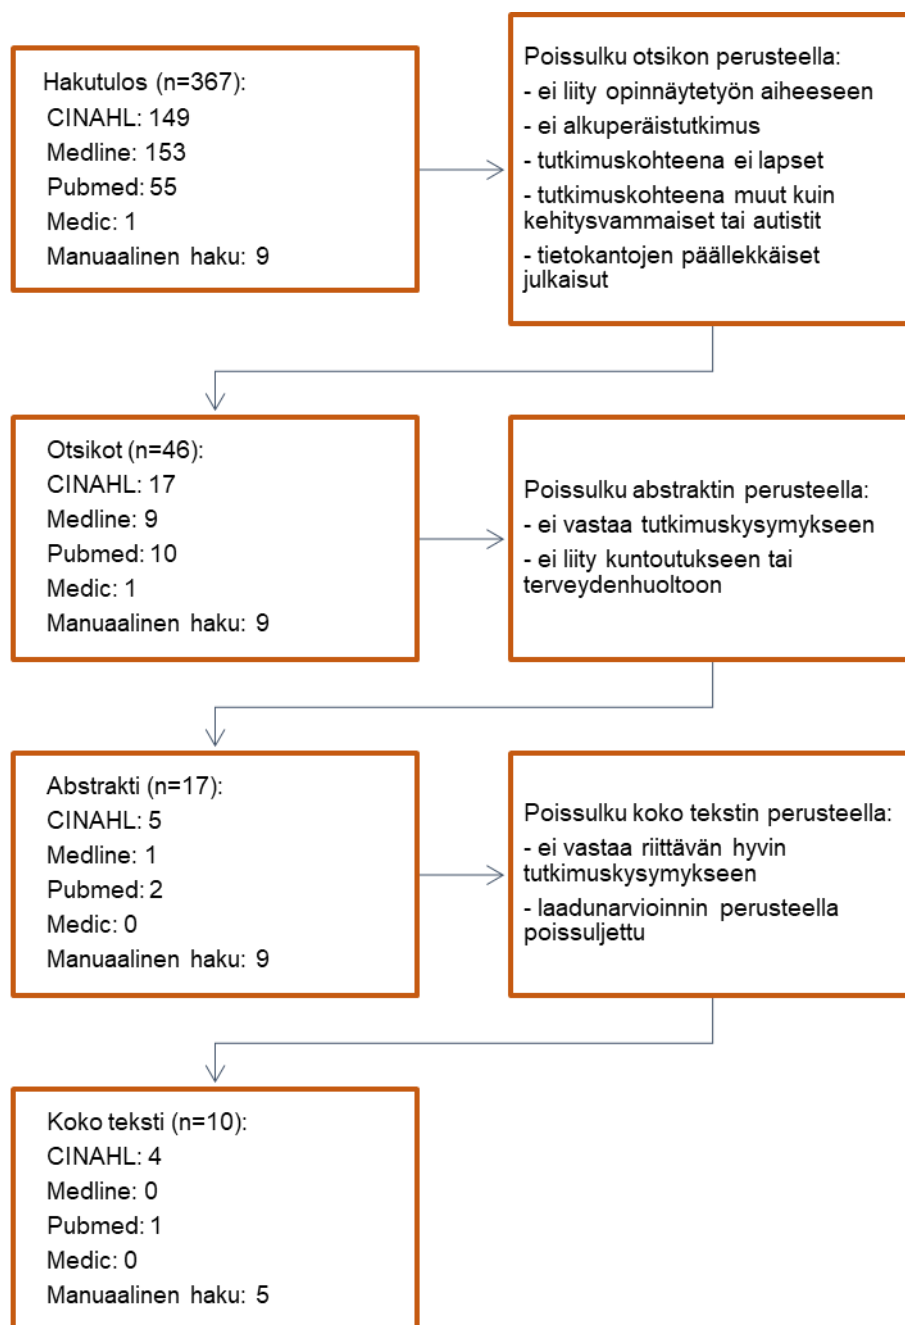 Hakutulos (n=367):
CINAHL: 149
Medline: 153
Pubmed: 55
Medic: 1
Manuaalinen haku: 9
Poissulku otsikon perusteella:
- ei liity opinnäytetyön aiheeseen
- ei alkuperäistutkimus
- tutkimuskohteena ei lapset
- tutkimuskohteena muut kuin
kehitysvammaiset tai autistit
- tietokantojen päällekkäiset
julkaisut
Otsikot (n=46):
CINAHL: 17
Medline: 9
Pubmed: 10
Medic: 1
Manuaalinen haku: 9
Poissulku abstraktin perusteella:
- ei vastaa tutkimuskysymykseen
- ei liity kuntoutukseen tai
terveydenhuoltoon
Abstrakti (n=17):
CINAHL: 5
Medline: 1
Pubmed: 2
Medic: 0
Manuaalinen haku: 9
Poissulku koko tekstin perusteella:
- ei vastaa riittävän hyvin
tutkimuskysymykseen
- laadunarvioinnin perusteella
poissuljettu
Koko teksti (n=10):
CINAHL: 4
Medline: 0
Pubmed: 1
Medic: 0
Manuaalinen haku: 5